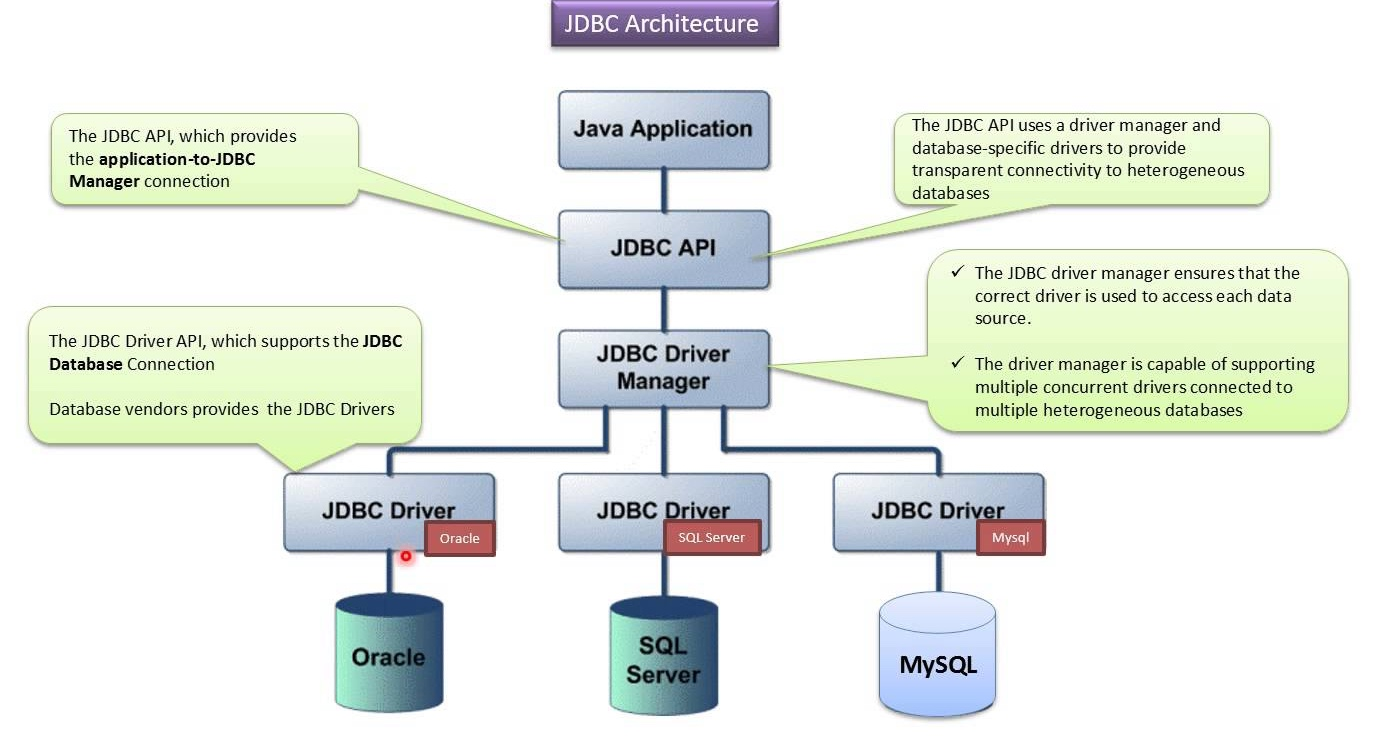 JDBC Architecture
Java Application
The JDBC API, which provides
the application-to-JDBC
Manager connection
The JDBC API uses a driver manager and
database-specific drivers to provide
transparent connectivity to heterogeneous
databases
JDBC API
✓ The JDBC driver manager ensures that the
correct driver is used to access each data
source.
✓ The driver manager is capable of supporting
multiple concurrent drivers connected to
multiple heterogeneous databases
JDBC Driver
Manager
The JDBC Driver API, which supports the JDBC
Database Connection
Database vendors provides the JDBC Drivers
JDBC Driver
Oracle
JDBC Driver
SQL Server
JDBC Driver
Mysql
Oracle
SQL
Server
MySQL